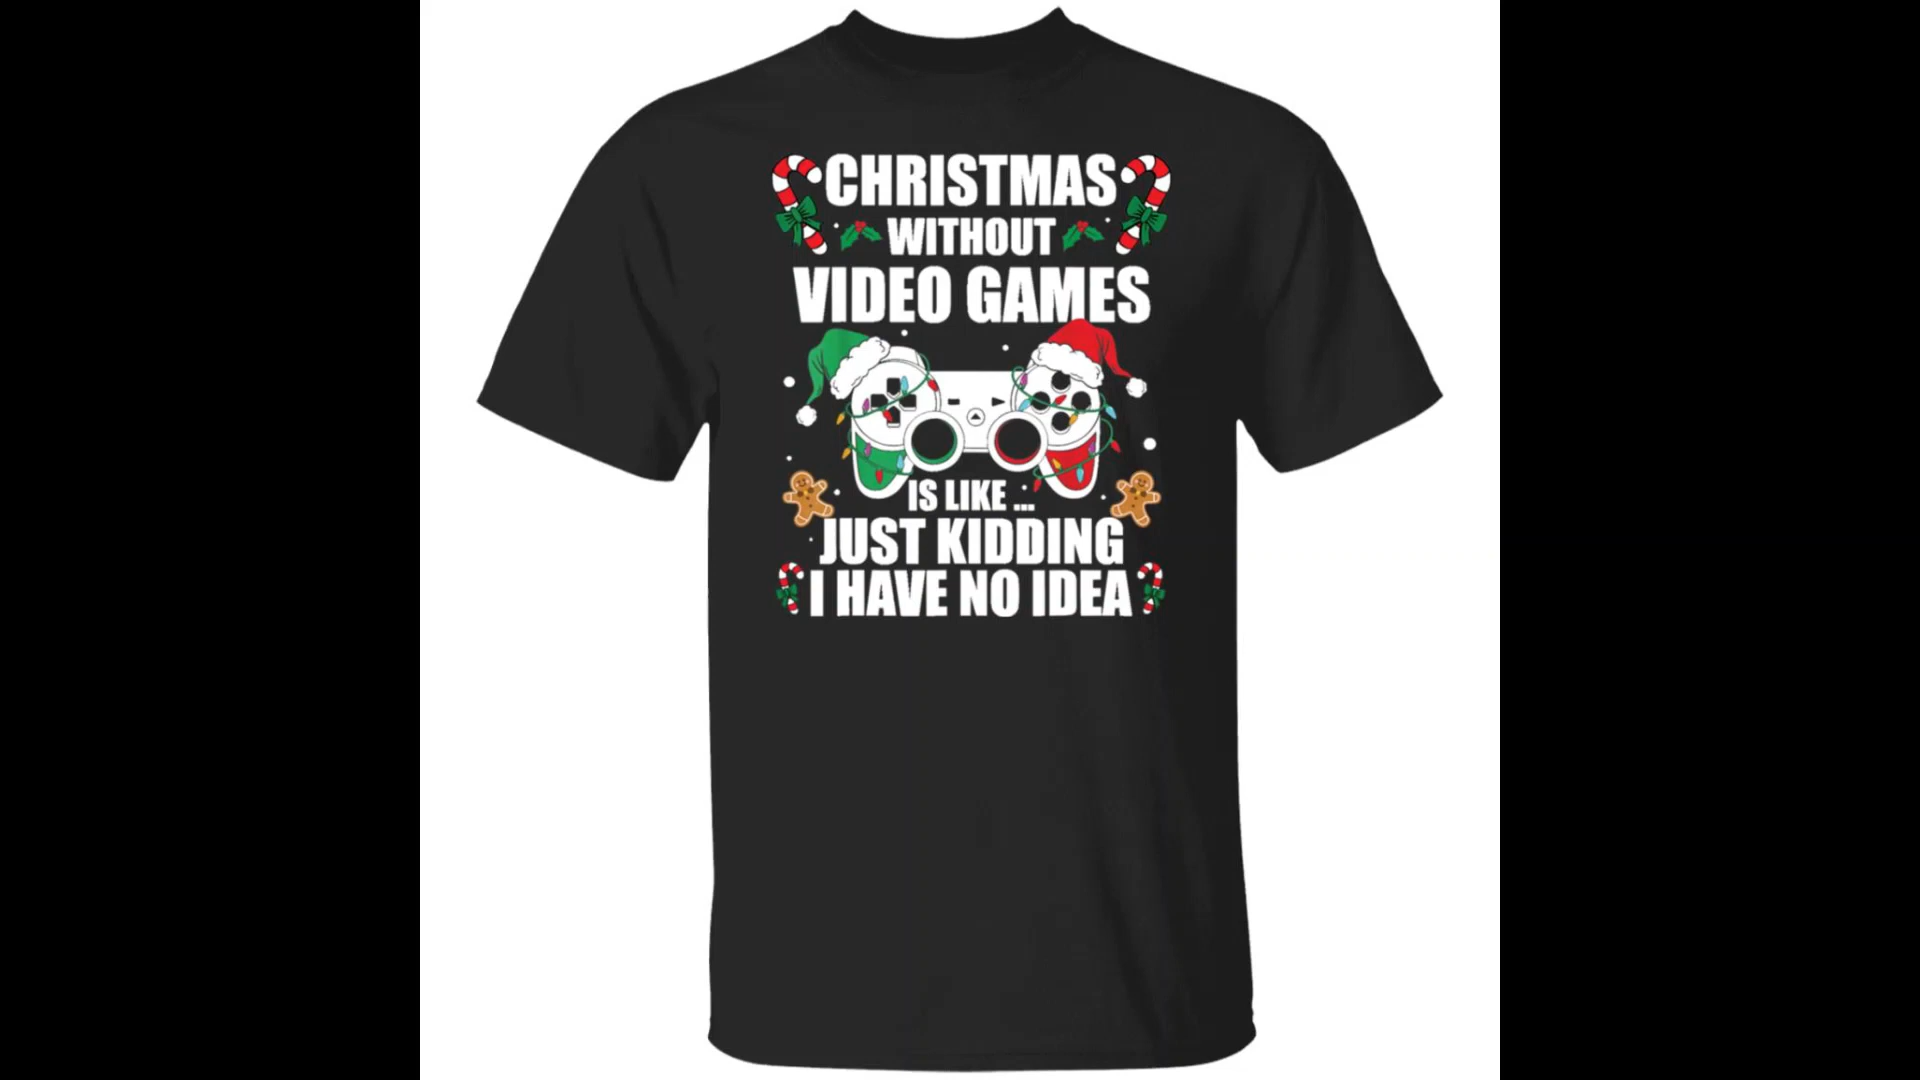 CHRISTMAS
WITHOUT
VIDEO GAMES
IS LIKE ...
JUST KIDDING
I HAVE NO IDEA